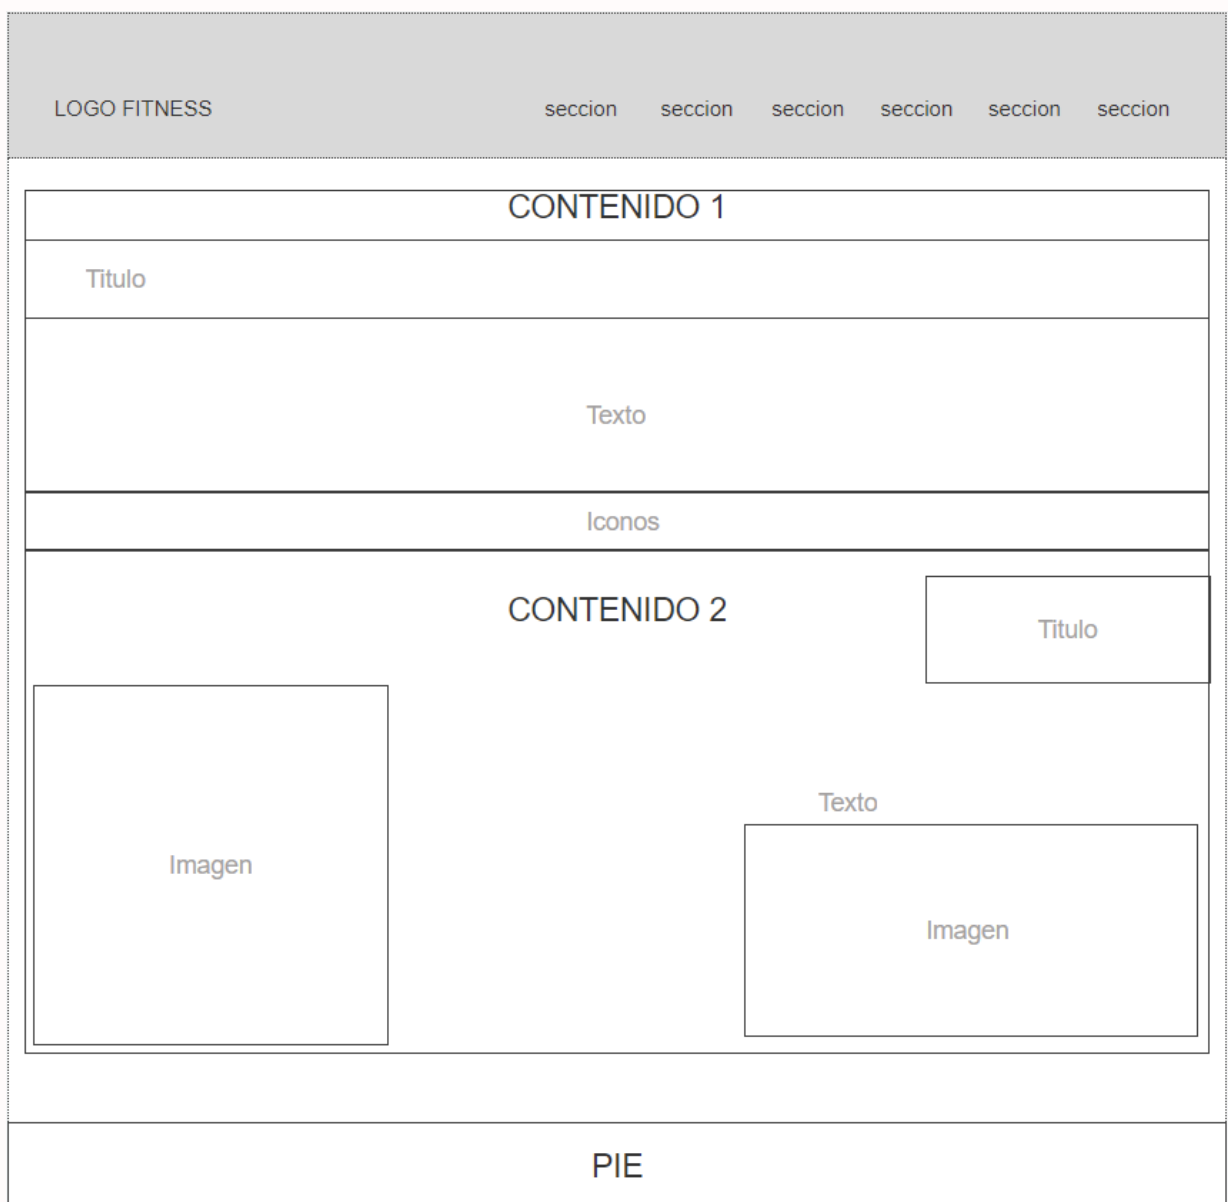 LOGO FITNESS seccion seccion seccion seccion seccion seccion
CONTENIDO 1
Titulo
Texto
Iconos
CONTENIDO 2
Titulo
Texto
Imagen
Imagen
PIE